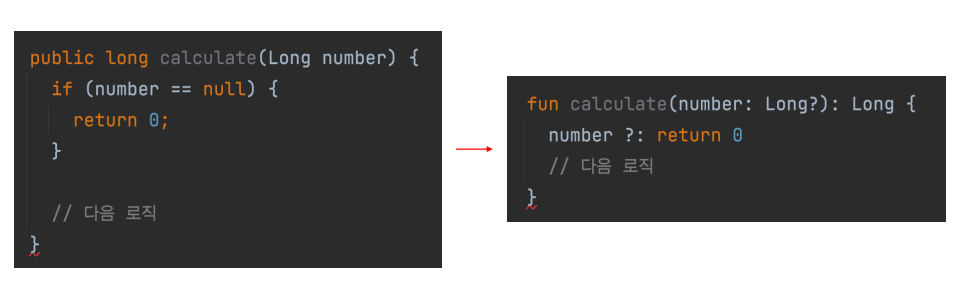 public long calculate(Long number) {
if (number == null) {
return 0;
}
// 다음 로직
}
fun calculate(number: Long?): Long {
number ?: return 0
// 다음 로직
}